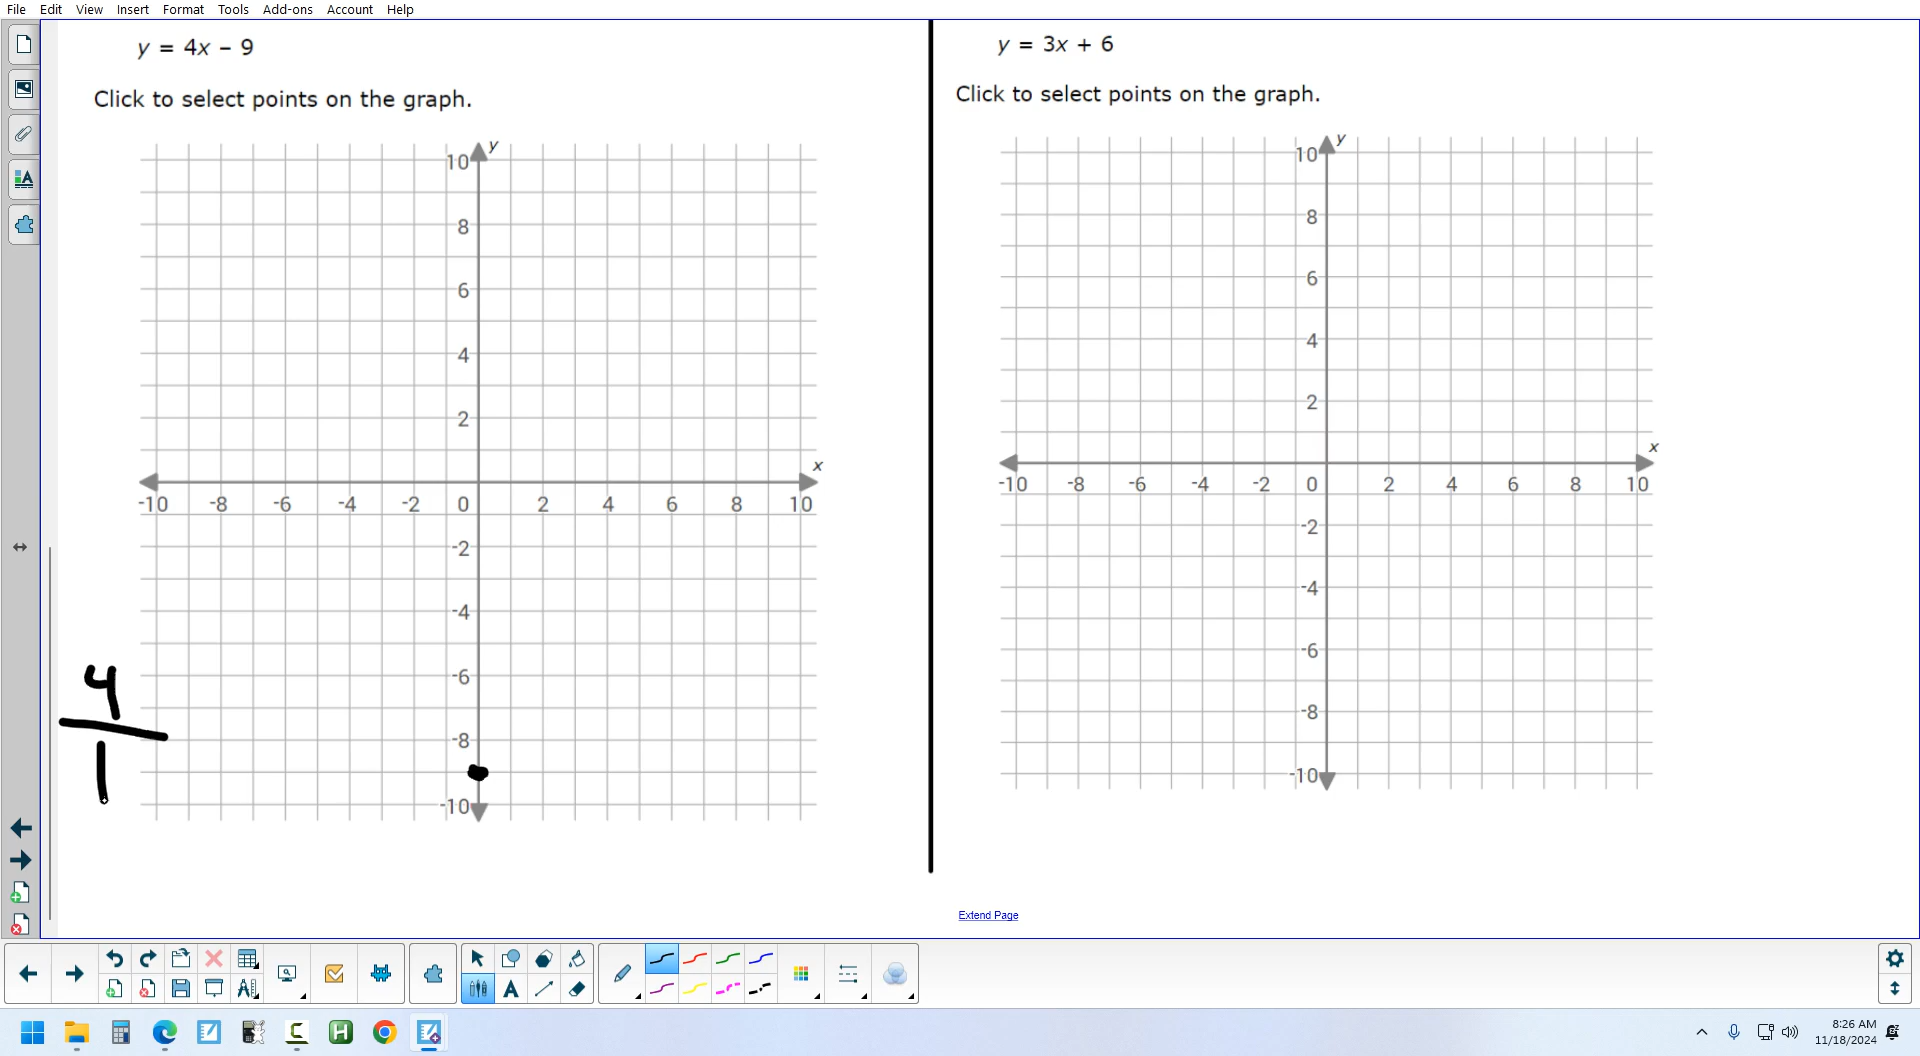 File Edit View Insert Format Tools Add-ons Account Help
y = 4x – 9
Click to select points on the graph.
y
10
8
6
4
2
x
-10 -8 -6 -4 -2 0 2 4 6 8 10
-2
-4
-6
-8
-10
4
1
y = 3x + 6
Click to select points on the graph.
y
10
8
6
4
2
x
-10 -8 -6 -4 -2 0 2 4 6 8 10
-2
-4
-6
-8
-10
Extend Page
8:26 AM
11/18/2024